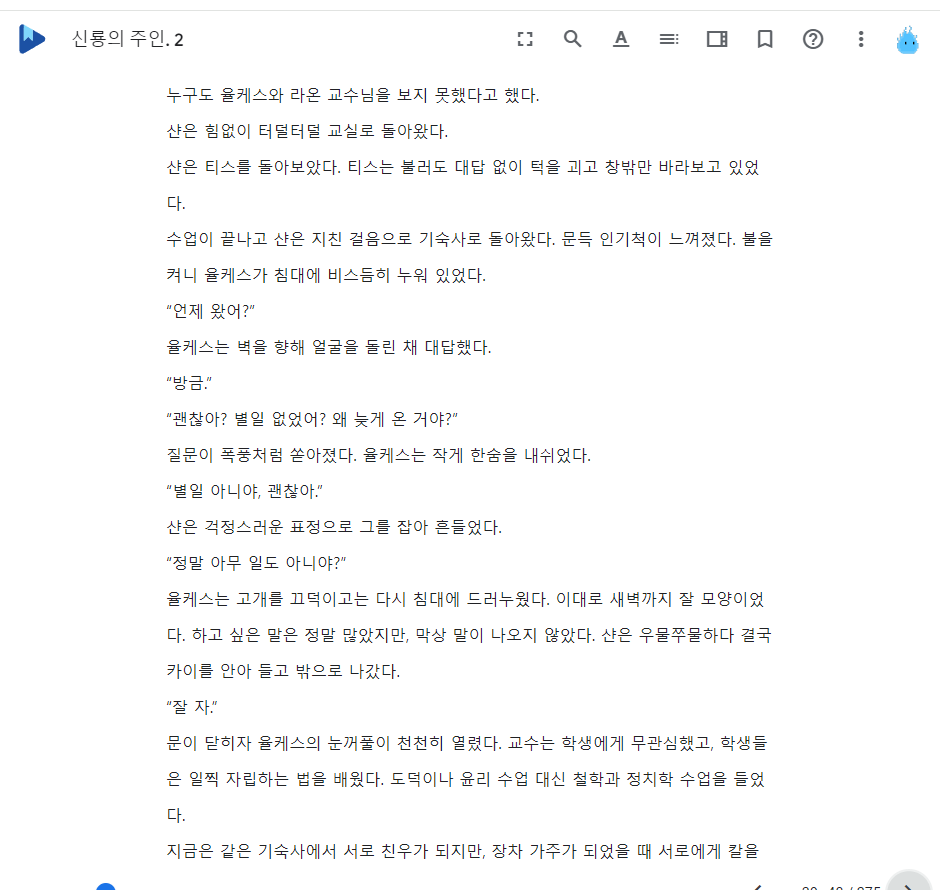 신룡의 주인. 2
누구도 율케스와 라온 교수님을 보지 못했다고 했다.
샨은 힘없이 터덜터덜 교실로 돌아왔다.
샨은 티스를 돌아보았다. 티스는 불러도 대답 없이 턱을 괴고 창밖만 바라보고 있었
다.
수업이 끝나고 샨은 지친 걸음으로 기숙사로 돌아왔다. 문득 인기척이 느껴졌다. 불을
켜니 율케스가 침대에 비스듬히 누워 있었다.
“언제 왔어?”
율케스는 벽을 향해 얼굴을 돌린 채 대답했다.
“방금.”
“괜찮아? 별일 없었어? 왜 늦게 온 거야?”
질문이 폭풍처럼 쏟아졌다. 율케스는 작게 한숨을 내쉬었다.
“별일 아니야, 괜찮아.”
샨은 걱정스러운 표정으로 그를 잡아 흔들었다.
“정말 아무 일도 아니야?”
율케스는 고개를 끄덕이고는 다시 침대에 드러누웠다. 이대로 새벽까지 잘 모양이었
다. 하고 싶은 말은 정말 많았지만, 막상 말이 나오지 않았다. 샨은 우물쭈물하다 결국
카이를 안아 들고 밖으로 나갔다.
“잘 자.”
문이 닫히자 율케스의 눈꺼풀이 천천히 열렸다. 교수는 학생에게 무관심했고, 학생들
은 일찍 자립하는 법을 배웠다. 도덕이나 윤리 수업 대신 철학과 정치학 수업을 들었
다.
지금은 같은 기숙사에서 서로 친우가 되지만, 장차 가주가 되었을 때 서로에게 칼을